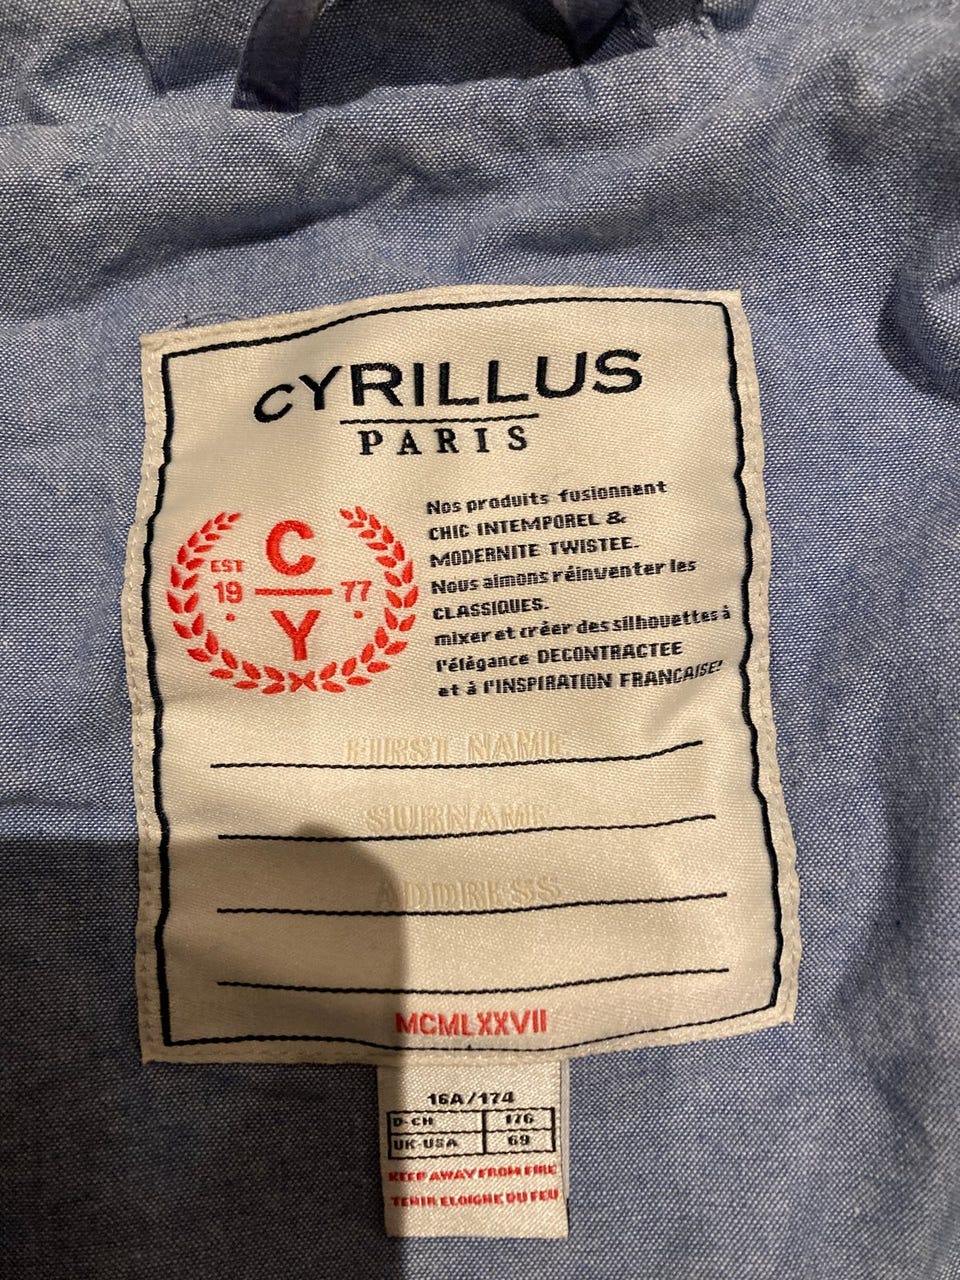 CYRILLUS
PARIS
C
EST
19 77
Y
Nos produits fusionnent
CHIC INTEMPOREL &
MODERNITE TWISTEE.
Nous aimons réinventer les
CLASSIQUES.
mixer et créer des silhouettes à
l'élégance DECONTRACTEE
et à l'INSPIRATION FRANCAISE!
FIRST NAME
SURNAME
ADDRESS
MCMLXXVII
16A/174
D-CH 176
UK-USA 69
KEEP AWAY FROM FIRE
TENIR ELOIGNE DU FEU